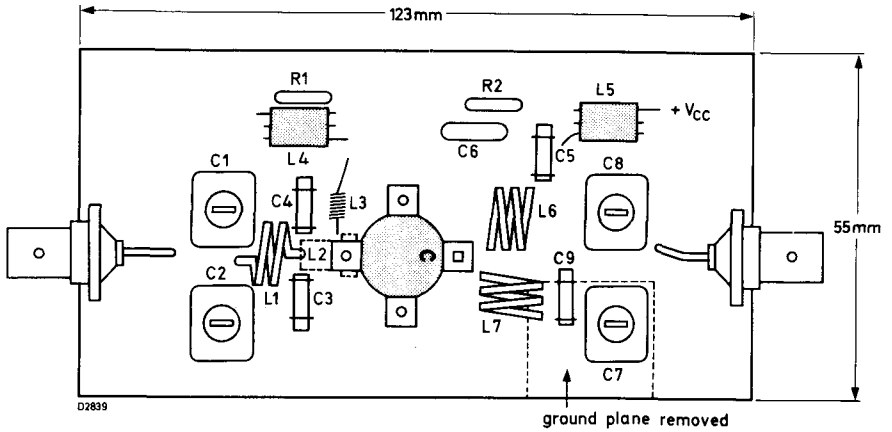 123mm
R1
R2
L5
+ VCC
L4
C6
C5
C1
C8
C4
L3
L6
55mm
L2
c
C2
L1
C3
C9
L7
C7
D2839
ground plane removed